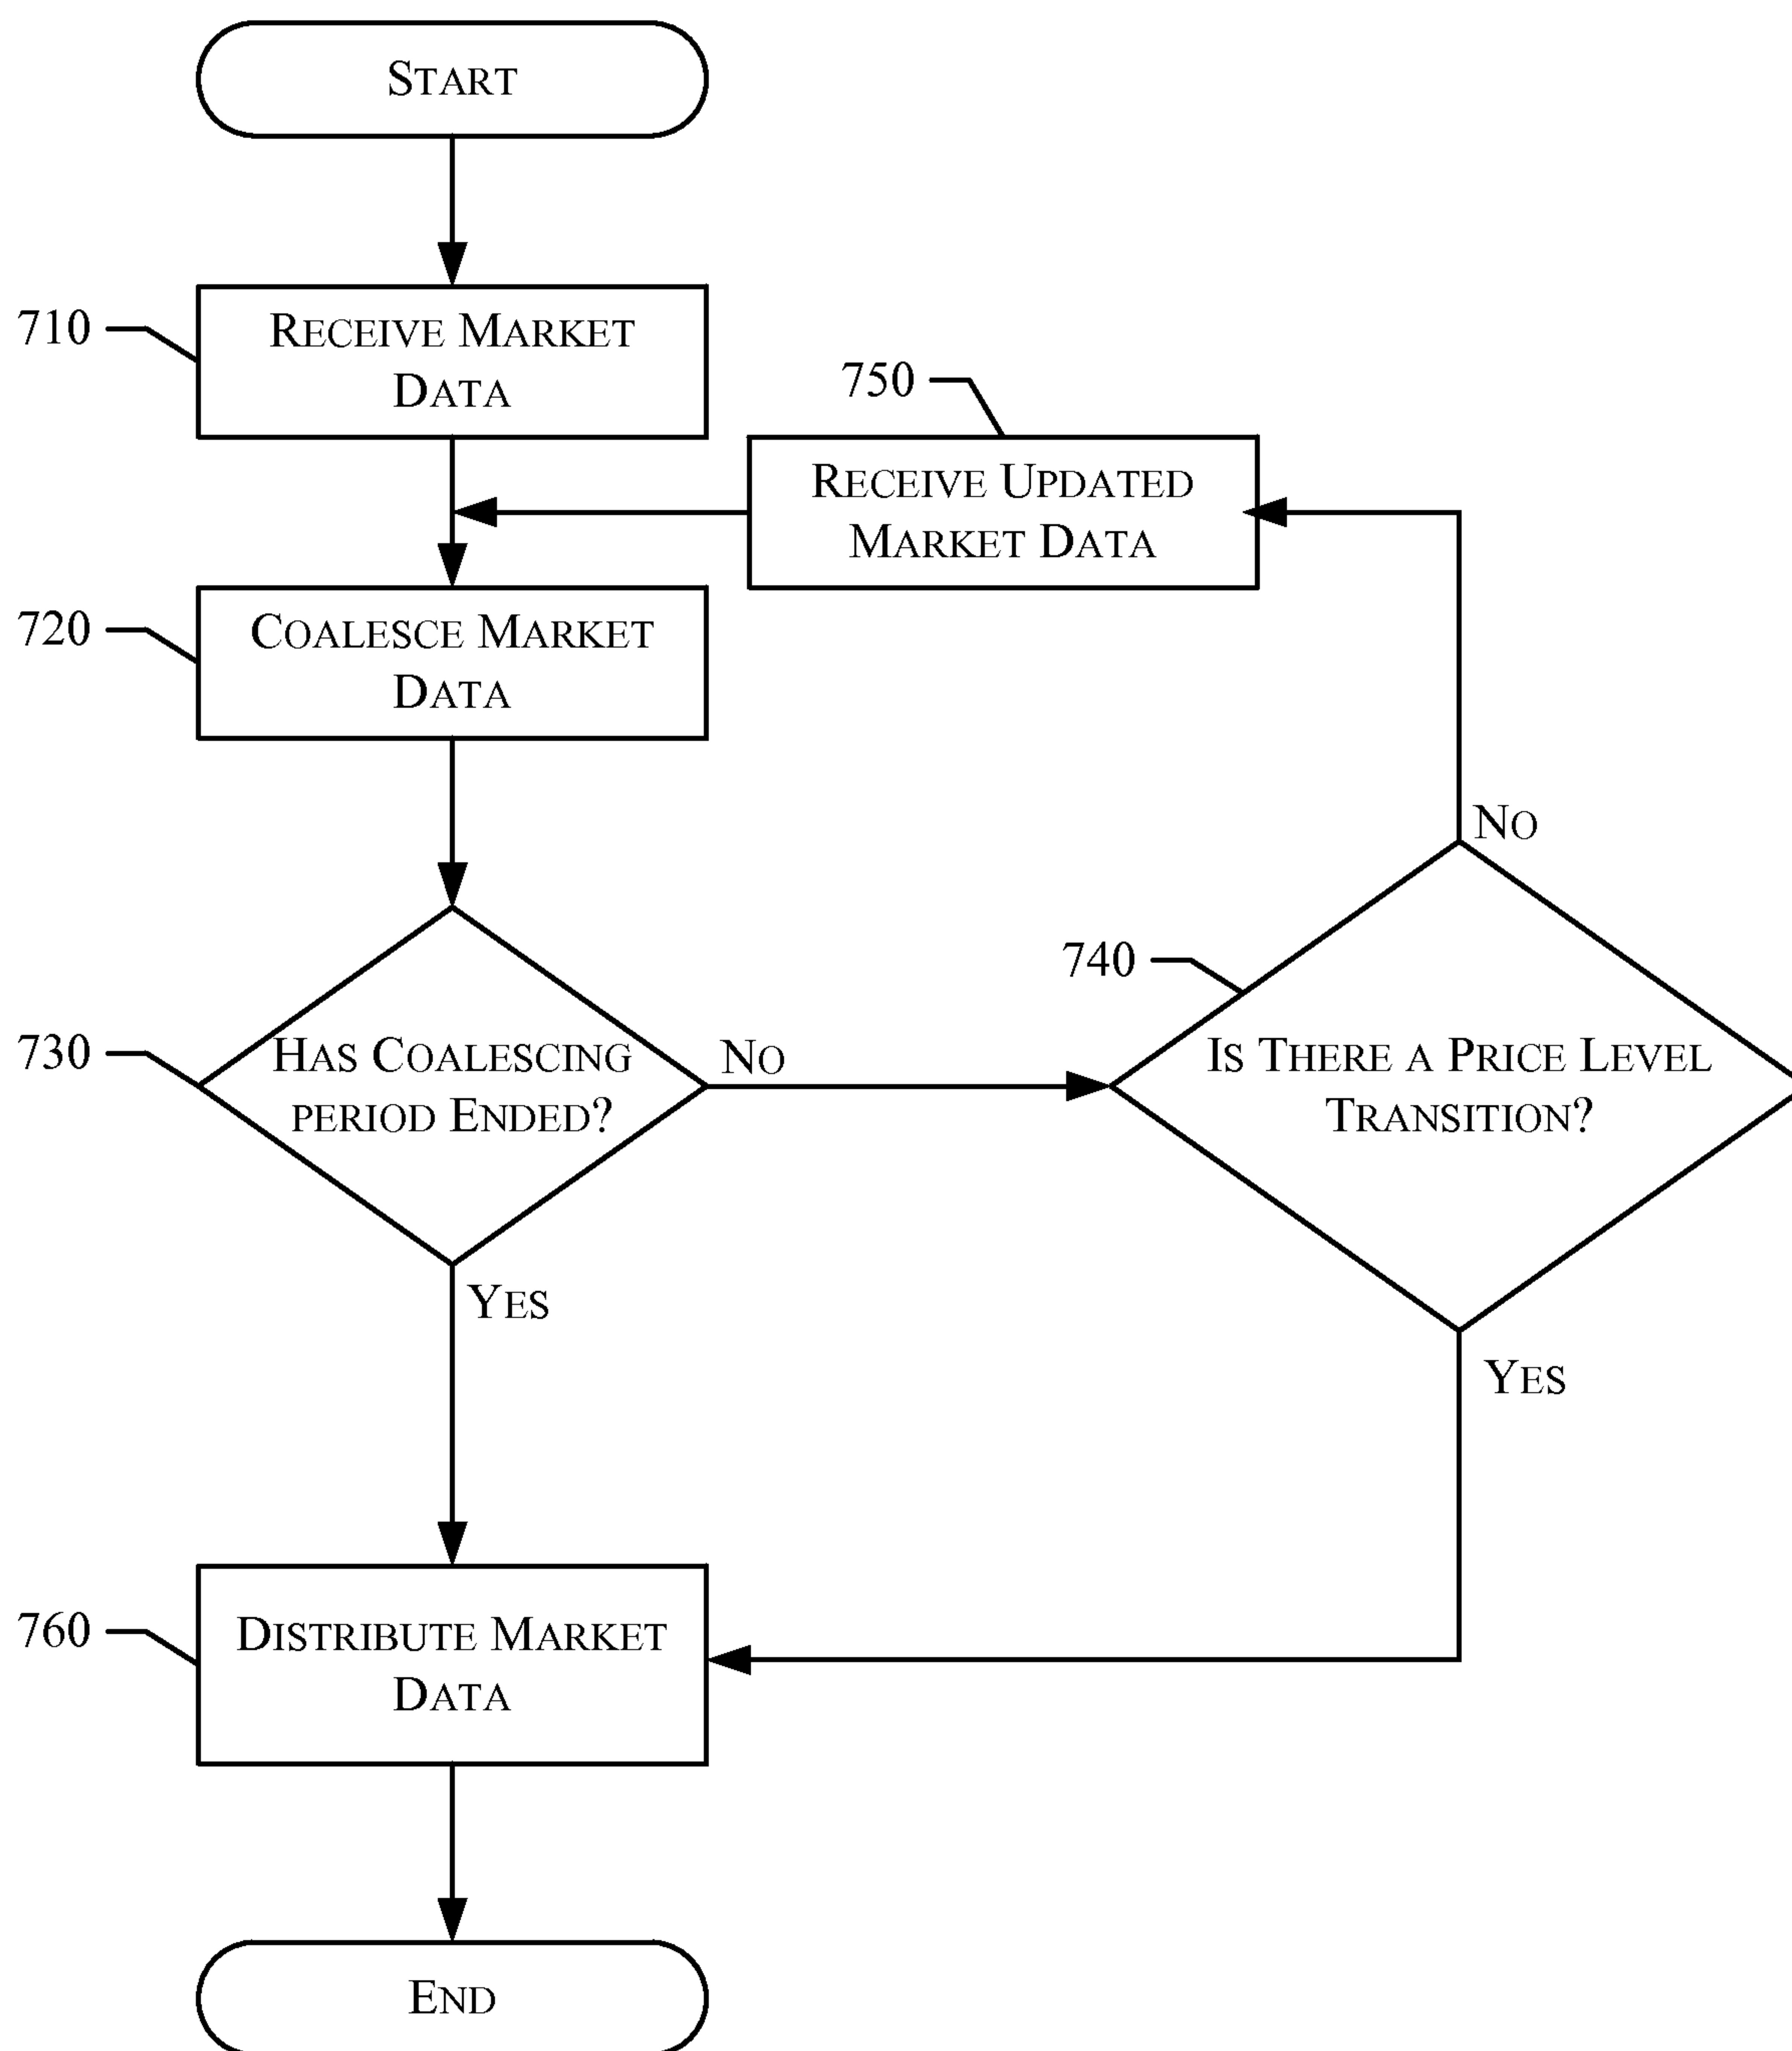 START
710
RECEIVE MARKET
DATA
750
RECEIVE UPDATED
MARKET DATA
720
COALESCE MARKET
DATA
NO
740
730
HAS COALESCING
PERIOD ENDED?
NO
IS THERE A PRICE LEVEL
TRANSITION?
YES
YES
760
DISTRIBUTE MARKET
DATA
END